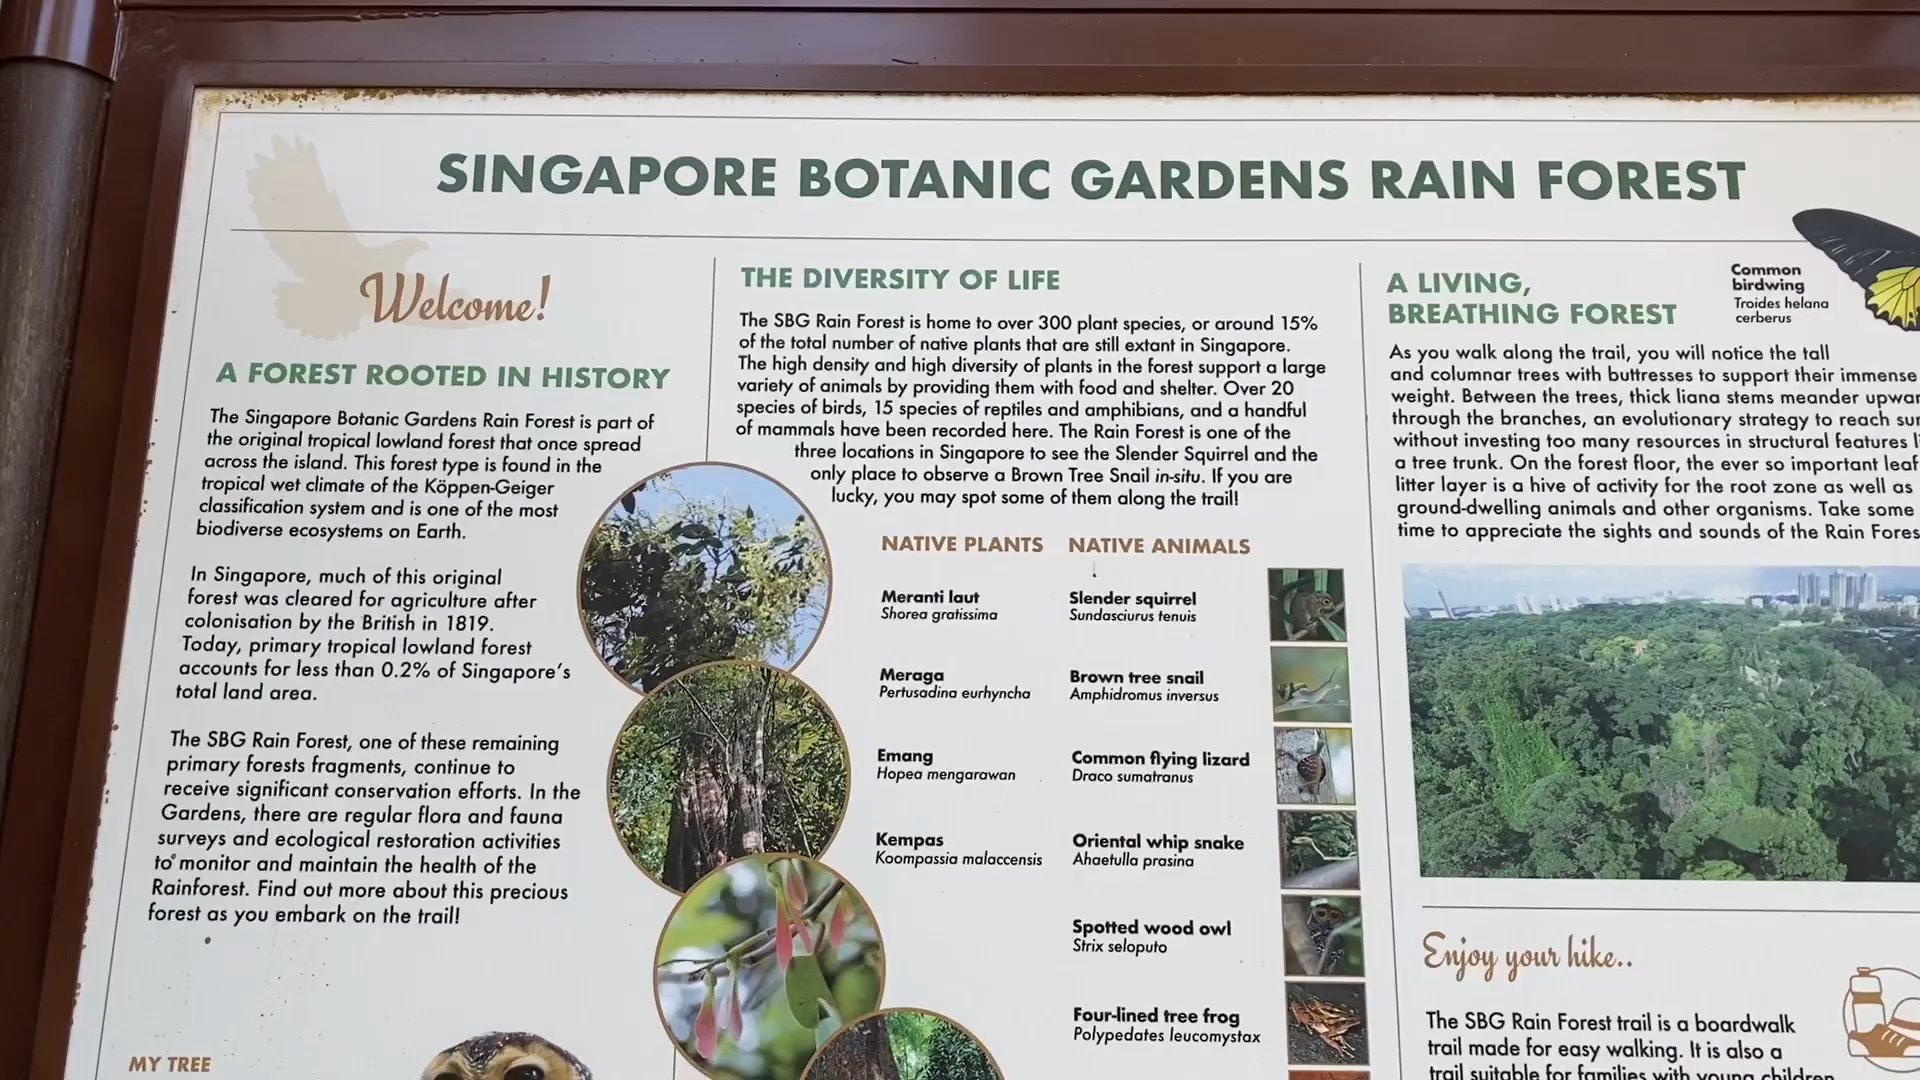 SINGAPORE BOTANIC GARDENS RAIN FOREST
Welcome!
A FOREST ROOTED IN HISTORY
The Singapore Botanic Gardens Rain Forest is part of
the original tropical lowland forest that once spread
across the island. This forest type is found in the
tropical wet climate of the Köppen-Geiger
classification system and is one of the most
biodiverse ecosystems on Earth.
In Singapore, much of this original
forest was cleared for agriculture after
colonisation by the British in 1819.
Today, primary tropical lowland forest
accounts for less than 0.2% of Singapore's
total land area.
The SBG Rain Forest, one of these remaining
primary forests fragments, continue to
receive significant conservation efforts. In the
Gardens, there are regular flora and fauna
surveys and ecological restoration activities
to monitor and maintain the health of the
Rainforest. Find out more about this precious
forest as you embark on the trail!
MY TREE
THE DIVERSITY OF LIFE
The SBG Rain Forest is home to over 300 plant species, or around 15%
of the total number of native plants that are still extant in Singapore.
The high density and high diversity of plants in the forest support a large
variety of animals by providing them with food and shelter. Over 20
species of birds, 15 species of reptiles and amphibians, and a handful
of mammals have been recorded here. The Rain Forest is one of the
three locations in Singapore to see the Slender Squirrel and the
only place to observe a Brown Tree Snail in-situ. If you are
lucky, you may spot some of them along the trail!
NATIVE PLANTS
Meranti laut
Shorea gratissima
Meraga
Pertusadina eurhyncha
Emang
Hopea mengarawan
Kempas
Koompassia malaccensis
NATIVE ANIMALS
Slender squirrel
Sundasciurus tenuis
Brown tree snail
Amphidromus inversus
Common flying lizard
Draco sumatranus
Oriental whip snake
Ahaetulla prasina
Spotted wood owl
Strix seloputo
Four-lined tree frog
Polypedates leucomystax
A LIVING,
BREATHING FOREST
Common
birdwing
Troides helana
cerberus
As you walk along the trail, you will notice the tall
and columnar trees with buttresses to support their immense
weight. Between the trees, thick liana stems meander
through the branches, an evolutionary strategy to reach
without investing too many resources in structural features
a tree trunk. On the forest floor, the ever so important leaf
litter layer is a hive of activity for the root zone as well as
ground-dwelling animals and other organisms. Take some
time to appreciate the sights and sounds of the Rain
Enjoy your hike..
The SBG Rain Forest trail is a boardwalk
trail made for easy walking. It is also a
trail suitable for families with young children